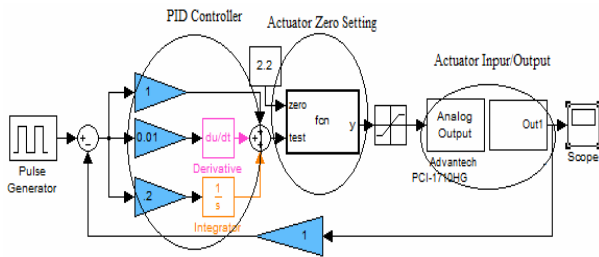 PID Controller
Actuator Zero Setting
Actuator Inpur/Output
Pulse
Generator
+
-
1
0.01
.2
du/dt
Derivative
1
s
Integrator
+
+
+
2.2
zero
test
fcn
y
Analog
Output
Advantech
PCI-1710HG
Out1
Scope
1